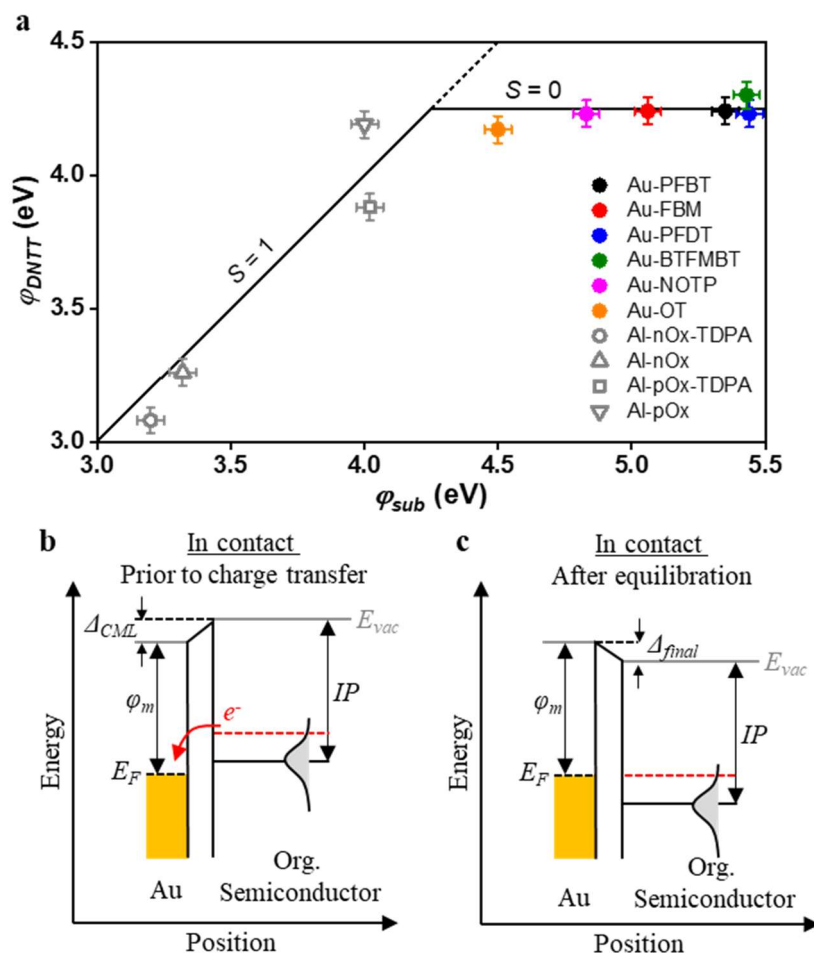 a
4.5
4.0
3.5
3.0
φDNTT (eV)
S = 0
S = 1
Au-PFBT
Au-FBM
Au-PFDT
Au-BTFMBT
Au-NOTP
Au-OT
Al-nOx-TDPA
Al-nOx
Al-pOx-TDPA
Al-pOx
3.0 3.5 4.0 4.5 5.0 5.5
φsub (eV)
b
In contact
Prior to charge transfer
ΔCML
Evac
φm
IP
e-
EF
Energy
Org.
Au Semiconductor
Position
c
In contact
After equilibration
Δfinal
Evac
φm
IP
EF
Energy
Org.
Au Semiconductor
Position